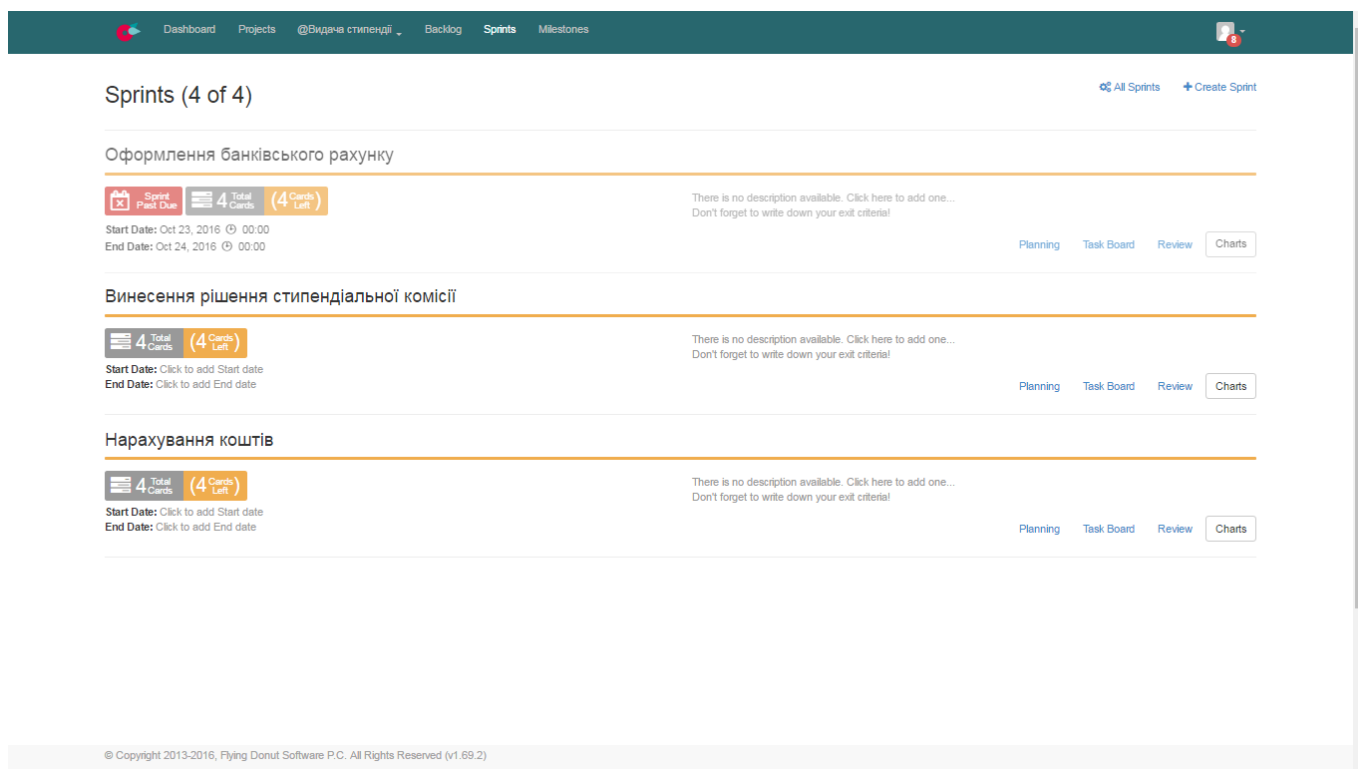 Dashboard Projects @Видача стипендії Backlog Sprints Milestones
8
Sprints (4 of 4)
All Sprints
Create Sprint
Оформлення банківського рахунку
Sprint Past Due
4 Total Cards
(4 Cards Left)
Start Date: Oct 23, 2016 00:00
End Date: Oct 24, 2016 00:00
There is no description available. Click here to add one...
Don't forget to write down your exit criteria!
Planning Task Board Review Charts
Винесення рішення стипендіальної комісії
4 Total Cards
(4 Cards Left)
Start Date: Click to add Start date
End Date: Click to add End date
There is no description available. Click here to add one...
Don't forget to write down your exit criteria!
Planning Task Board Review Charts
Нарахування коштів
4 Total Cards
(4 Cards Left)
Start Date: Click to add Start date
End Date: Click to add End date
There is no description available. Click here to add one...
Don't forget to write down your exit criteria!
Planning Task Board Review Charts
© Copyright 2013-2016, Flying Donut Software P.C. All Rights Reserved (v1.69.2)